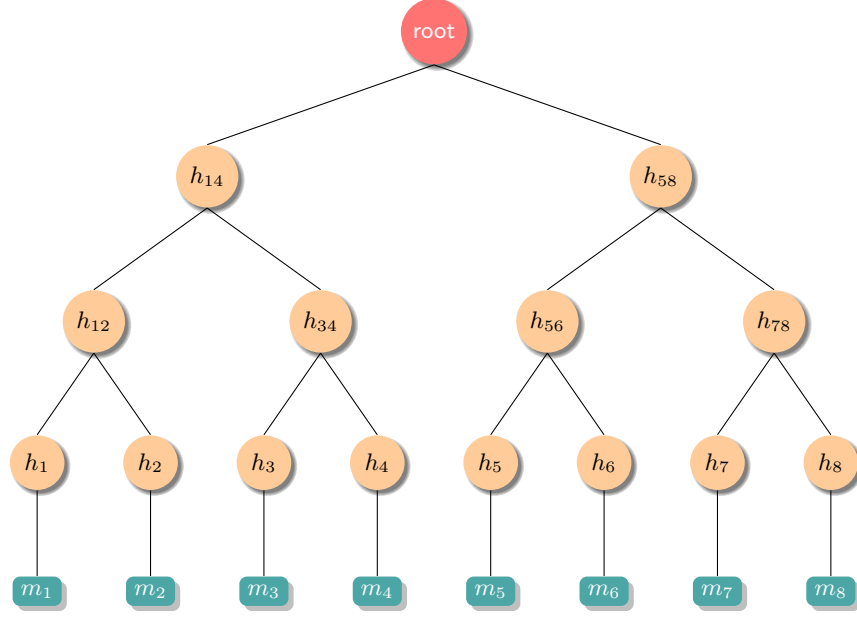 root
h₁₄ h₅₈
h₁₂ h₃₄ h₅₆ h₇₈
h₁ h₂ h₃ h₄ h₅ h₆ h₇ h₈
m₁ m₂ m₃ m₄ m₅ m₆ m₇ m₈